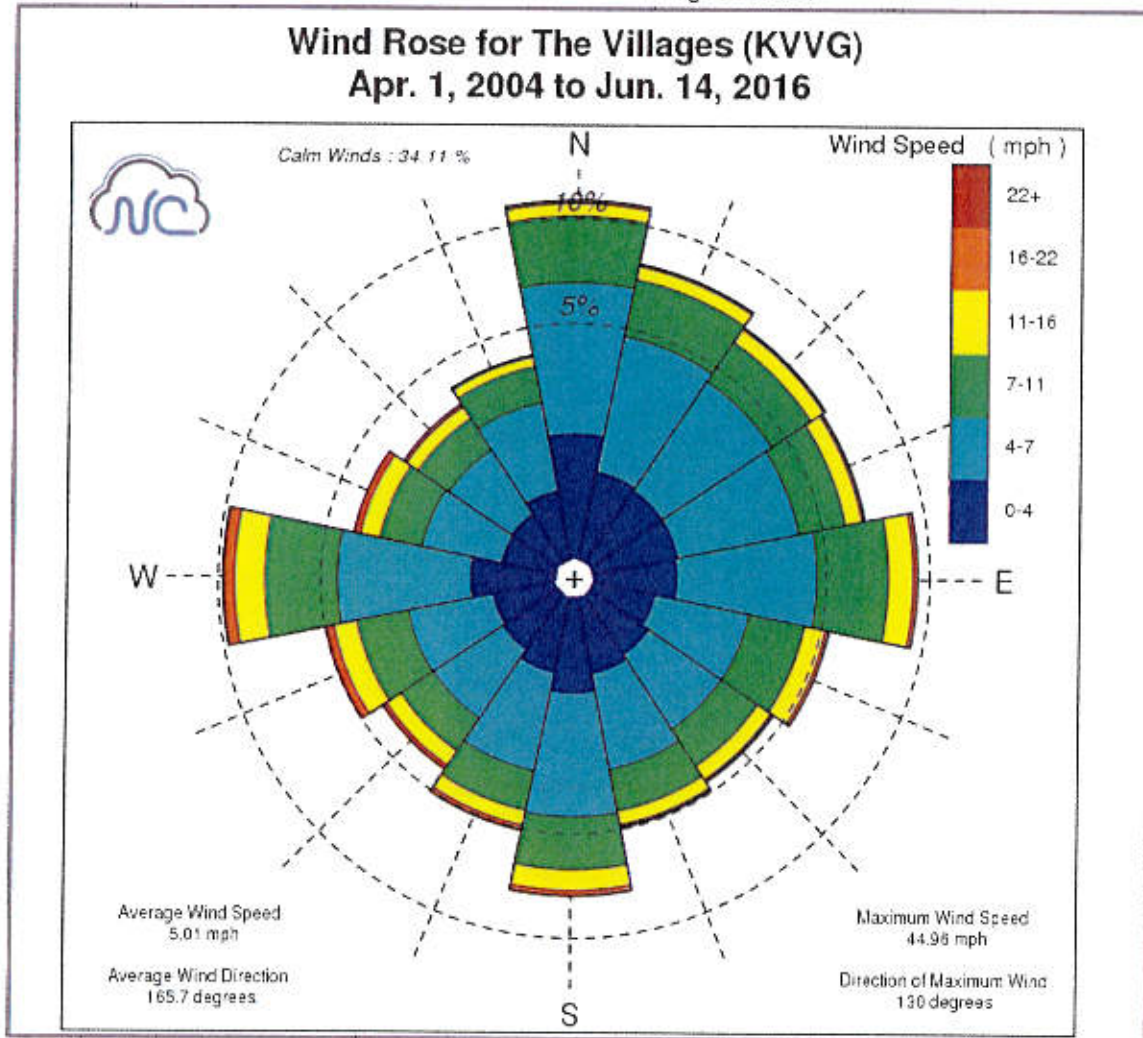 Wind Rose for The Villages (KVVG)
Apr. 1, 2004 to Jun. 14, 2016
NC
Calm Winds : 34.11 %
N
Wind Speed ( mph )
22+
16-22
11-16
7-11
4-7
0-4
10%
5%
W
E
S
Average Wind Speed
5.01 mph
Average Wind Direction
165.7 degrees
Maximum Wind Speed
44.96 mph
Direction of Maximum Wind
130 degrees